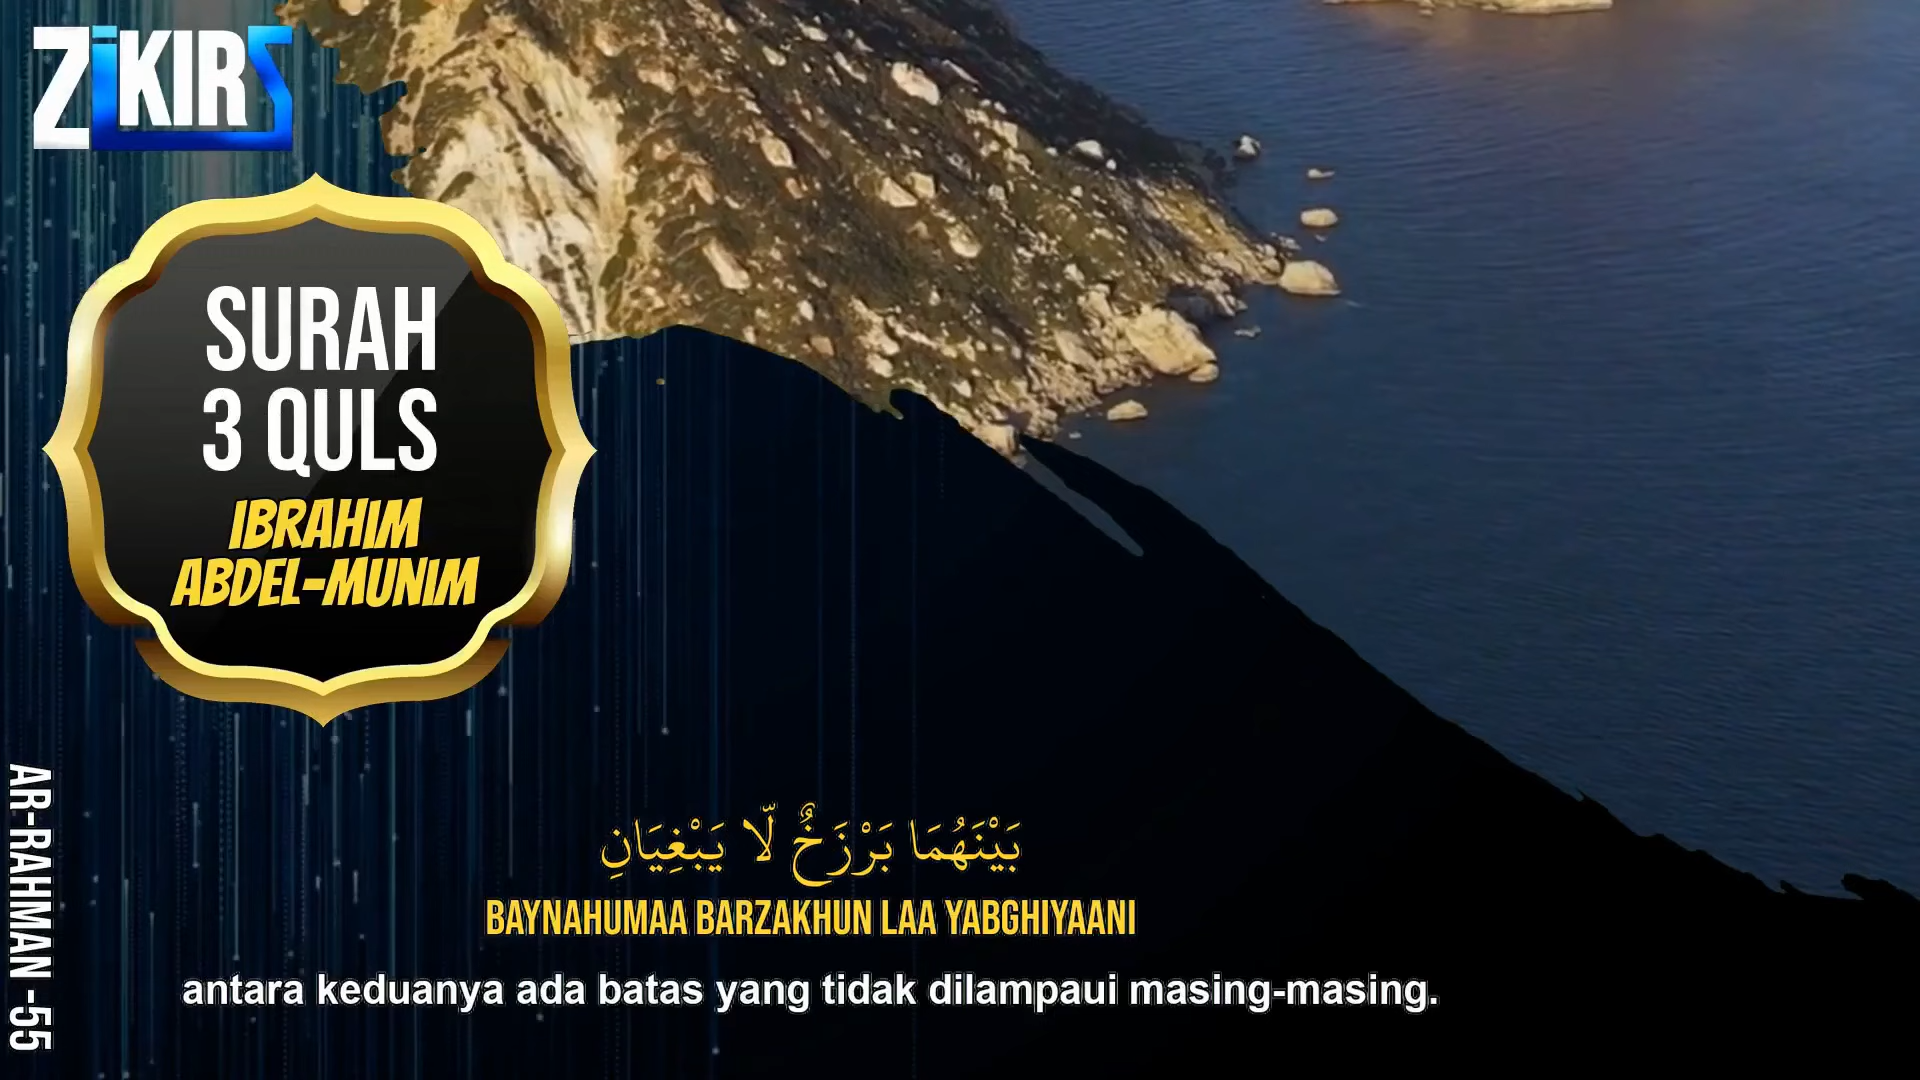 ZiKIRS
SURAH
3 QULS
IBRAHIM
ABDEL-MUNIM
AR-RAHMAN -55
بَيْنَهُمَا بَرْزَخٌ لَّا يَبْغِيَانِ
BAYNAHUMAA BARZAKHUN LAA YABGHIYAANI
antara keduanya ada batas yang tidak dilampaui masing-masing.